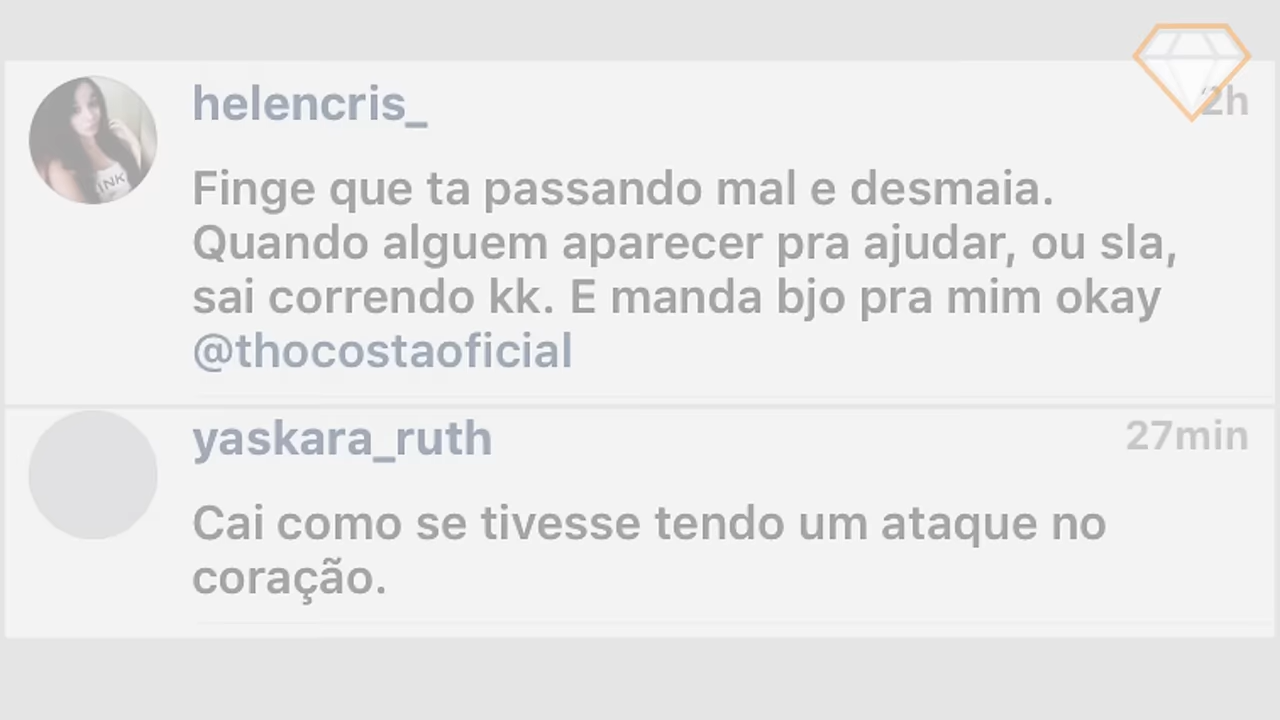 helencris_
2h
Finge que ta passando mal e desmaia.
Quando alguem aparecer pra ajudar, ou sla,
sai correndo kk. E manda bjo pra mim okay
@thocostaoficial
yaskara_ruth
27min
Cai como se tivesse tendo um ataque no
coração.